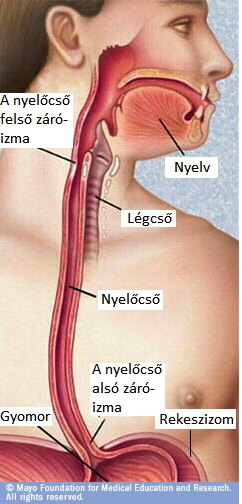 A nyelőcső
felső záró-
izma
Nyelv
Légcső
Nyelőcső
A nyelőcső
alsó záró-
izma
Gyomor
Rekeszizom
© Mayo Foundation for Medical Education and Research.
All rights reserved.